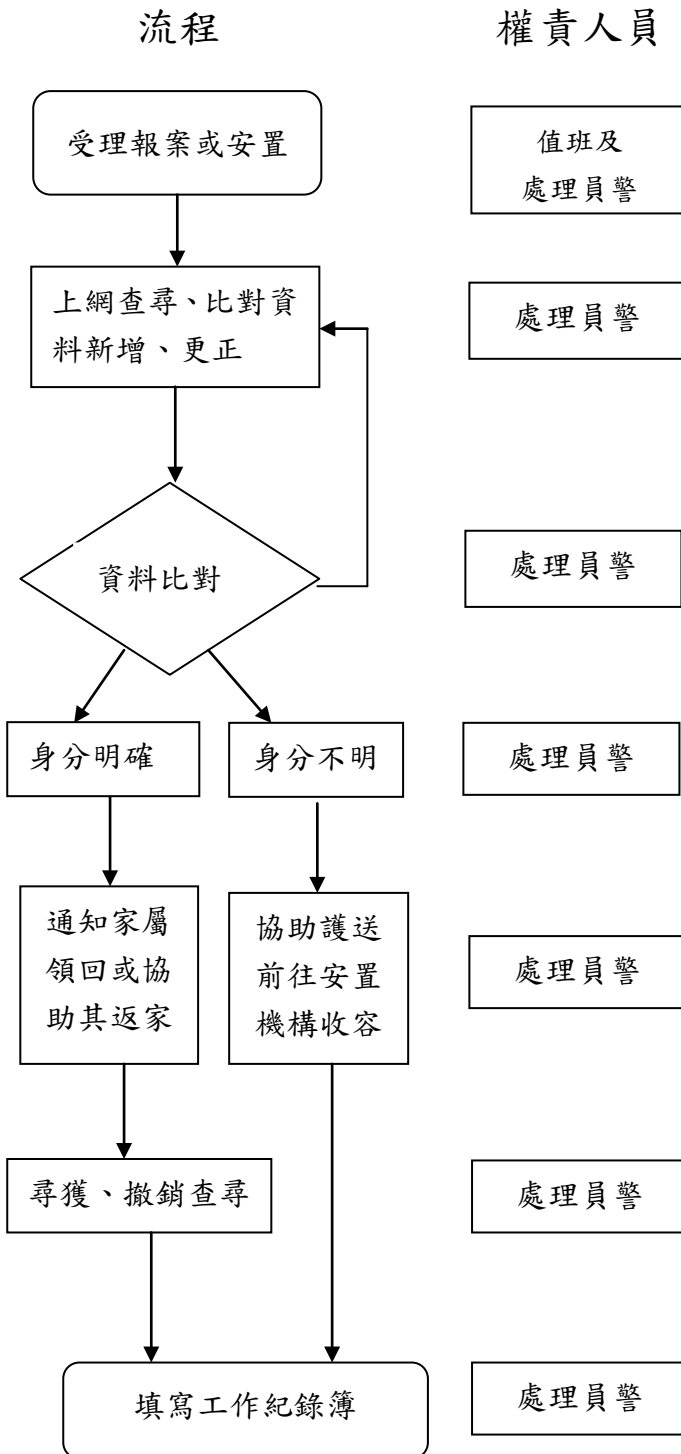 流程 權責人員
受理報案或安置
值班及
處理員警
上網查尋、比對資
料新增、更正
處理員警
資料比對
處理員警
身分明確
身分不明
處理員警
通知家屬
領回或協
助其返家
協助護送
前往安置
機構收容
處理員警
尋獲、撤銷查尋
處理員警
填寫工作紀錄簿
處理員警